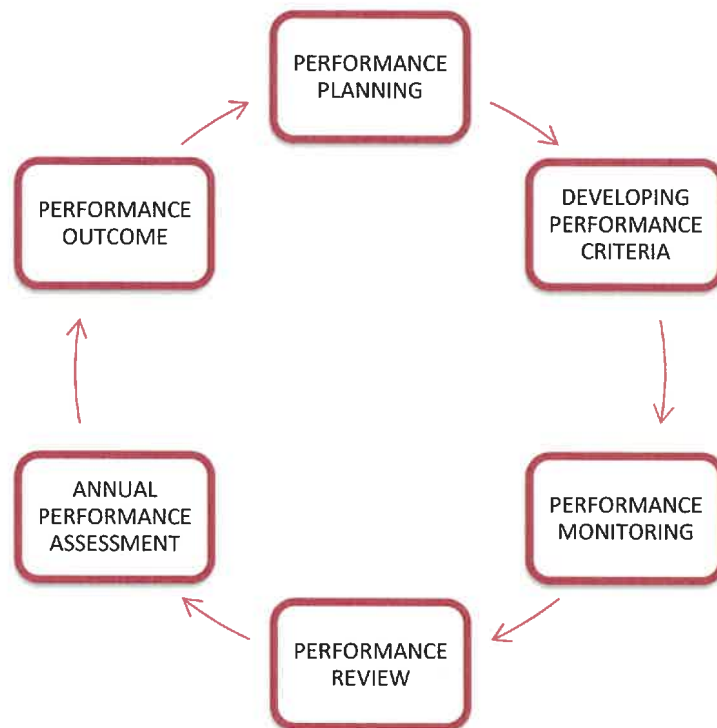 PERFORMANCE
PLANNING
DEVELOPING
PERFORMANCE
CRITERIA
PERFORMANCE
MONITORING
PERFORMANCE
REVIEW
ANNUAL
PERFORMANCE
ASSESSMENT
PERFORMANCE
OUTCOME